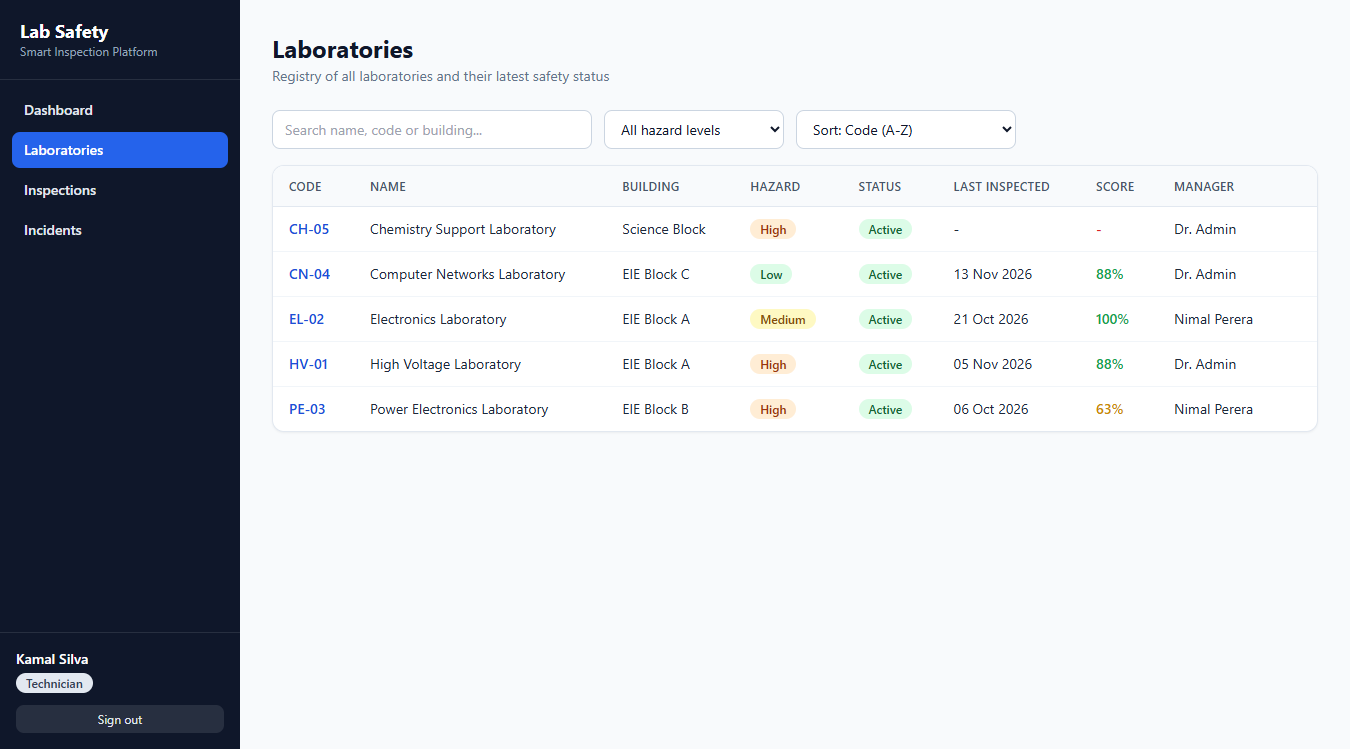 Lab Safety
Smart Inspection Platform
Dashboard
Laboratories
Inspections
Incidents
Kamal Silva
Technician
Sign out
Laboratories
Registry of all laboratories and their latest safety status
Search name, code or building... All hazard levels Sort: Code (A-Z)
CODE NAME BUILDING HAZARD STATUS LAST INSPECTED SCORE MANAGER
CH-05 Chemistry Support Laboratory Science Block High Active - - Dr. Admin
CN-04 Computer Networks Laboratory EIE Block C Low Active 13 Nov 2026 88% Dr. Admin
EL-02 Electronics Laboratory EIE Block A Medium Active 21 Oct 2026 100% Nimal Perera
HV-01 High Voltage Laboratory EIE Block A High Active 05 Nov 2026 88% Dr. Admin
PE-03 Power Electronics Laboratory EIE Block B High Active 06 Oct 2026 63% Nimal Perera